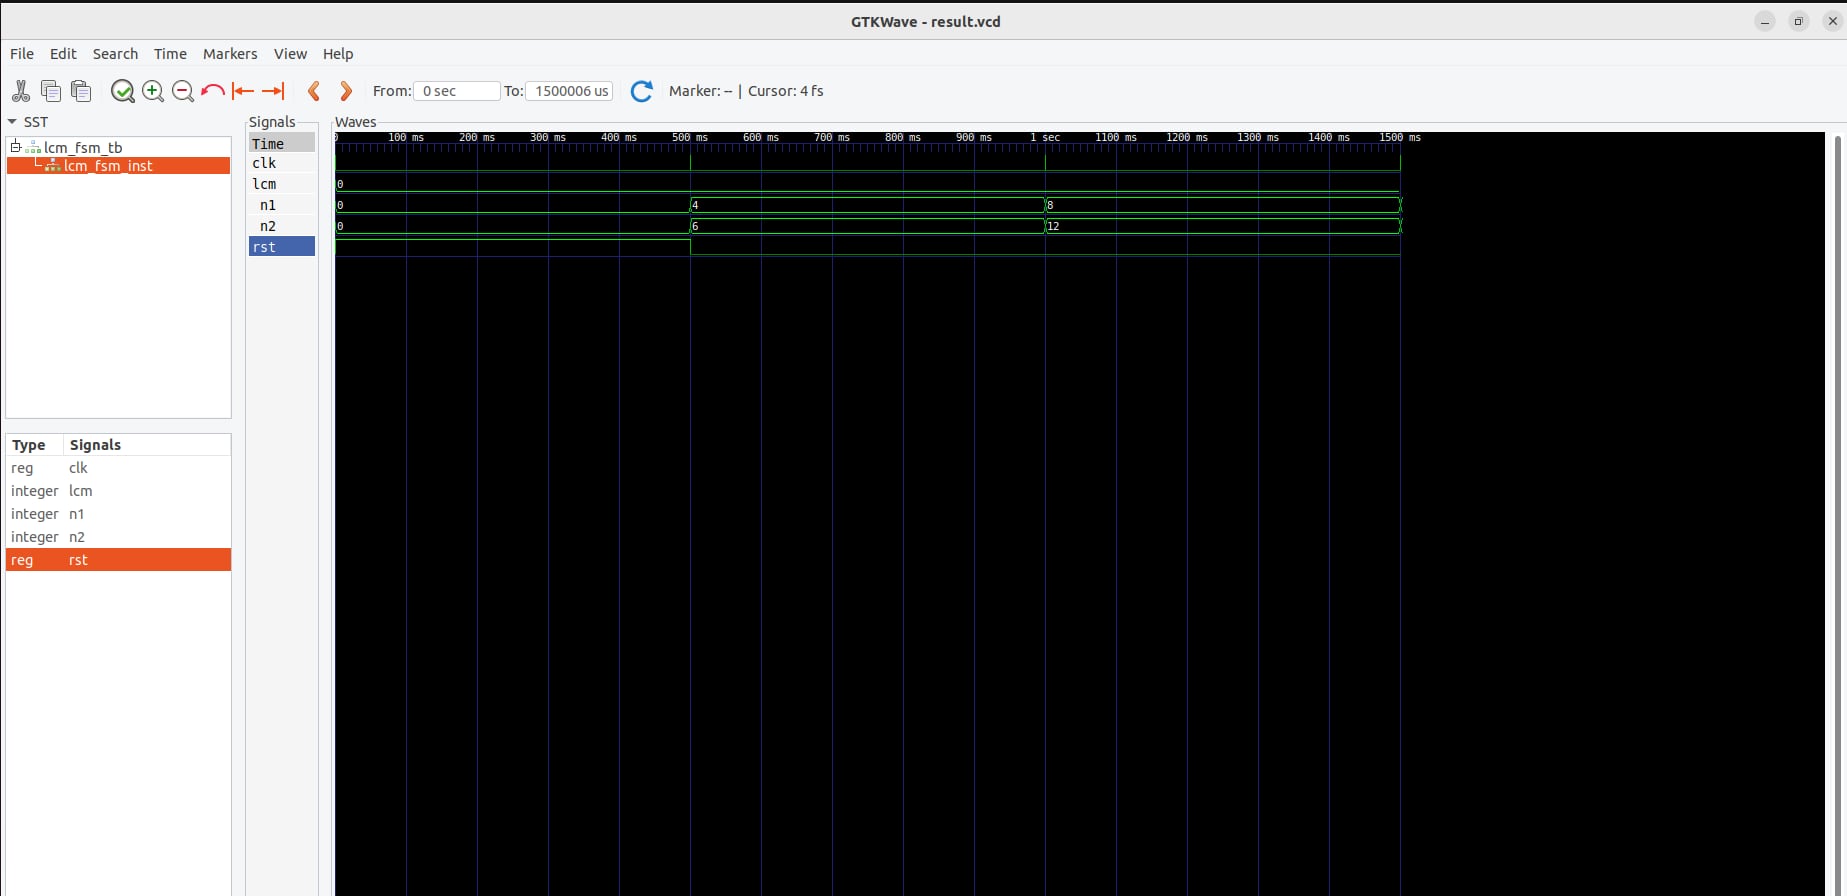 GTKWave - result.vcd
File Edit Search Time Markers View Help
From: 0 sec To: 1500006 us Marker: -- | Cursor: 4 fs
SST
lcm_fsm_tb
lcm_fsm_inst
Type Signals
reg clk
integer lcm
integer n1
integer n2
reg rst
Signals
Time
clk
lcm
n1
n2
rst
Waves
0 100 ms 200 ms 300 ms 400 ms 500 ms 600 ms 700 ms 800 ms 900 ms 1 sec 1100 ms 1200 ms 1300 ms 1400 ms 1500 ms
0
0 4 8
0 6 12